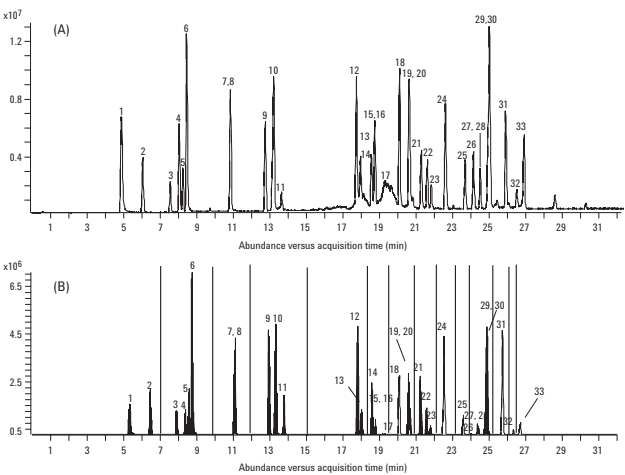 x10⁷
(A)
1.2
0.8
0.4
1 2 3 4 5 6 7,8 9 10 11 12 13 14 15,16 17 18 19, 20 21 22 23 24 25 26 27, 28 29,30 31 32 33
1 3 5 7 9 11 13 15 17 19 21 23 25 27 29 31
Abundance versus acquisition time (min)
x10⁶
(B)
6.5
4.5
2.5
0.5
1 2 3 4 5 6 7, 8 9 10 11 12 13 14 15, 16 17 18 19, 20 21 22 23 24 25 26 27, 2 29, 30 31 32 33
1 3 5 7 9 11 13 15 17 19 21 23 25 27 29 31
Abundance versus acquisition time (min)